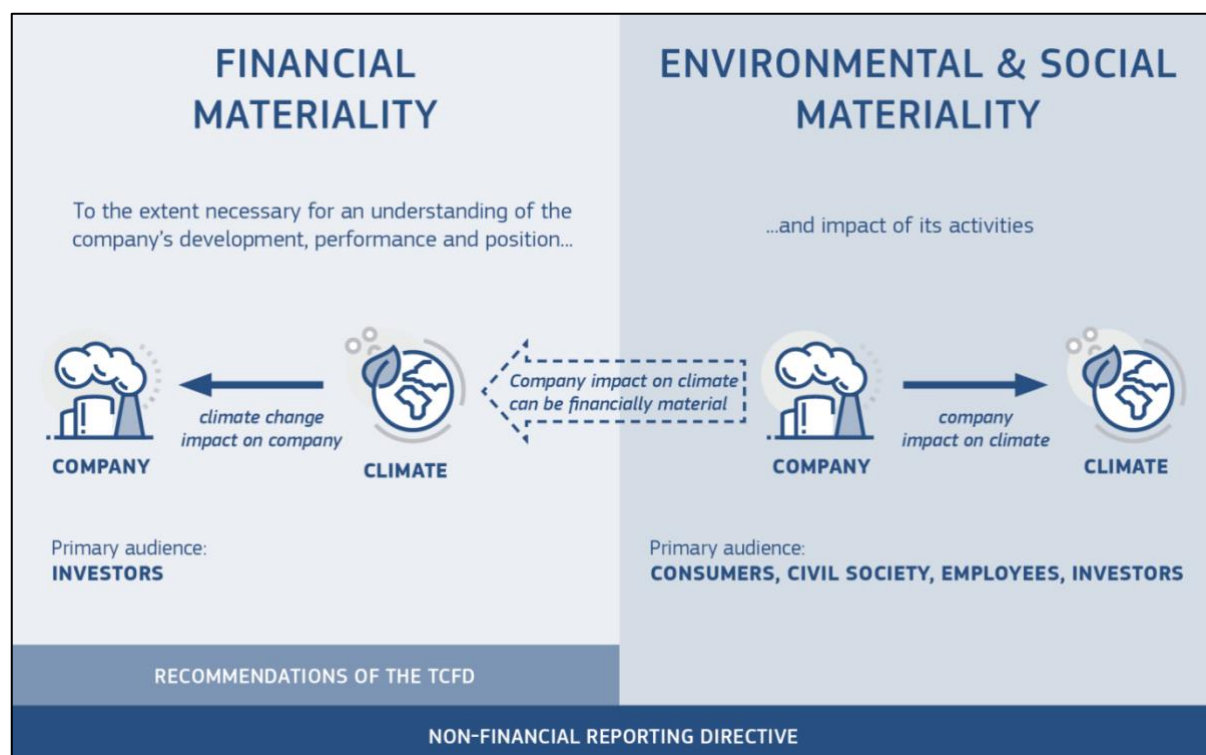 FINANCIAL
MATERIALITY
To the extent necessary for an understanding of the
company's development, performance and position...
climate change
impact on company
COMPANY
CLIMATE
Primary audience:
INVESTORS
RECOMMENDATIONS OF THE TCFD
Company impact on climate
can be financially material
ENVIRONMENTAL & SOCIAL
MATERIALITY
...and impact of its activities
company
impact on climate
COMPANY
CLIMATE
Primary audience:
CONSUMERS, CIVIL SOCIETY, EMPLOYEES, INVESTORS
NON-FINANCIAL REPORTING DIRECTIVE